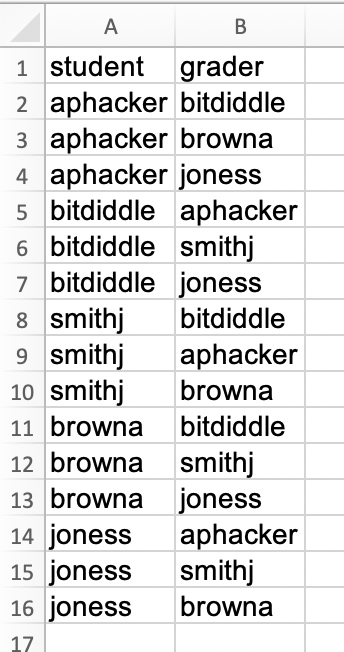 A B
1 student grader
2 aphacker bitdiddle
3 aphacker browna
4 aphacker joness
5 bitdiddle aphacker
6 bitdiddle smithj
7 bitdiddle joness
8 smithj bitdiddle
9 smithj aphacker
10 smithj browna
11 browna bitdiddle
12 browna smithj
13 browna joness
14 joness aphacker
15 joness smithj
16 joness browna
17